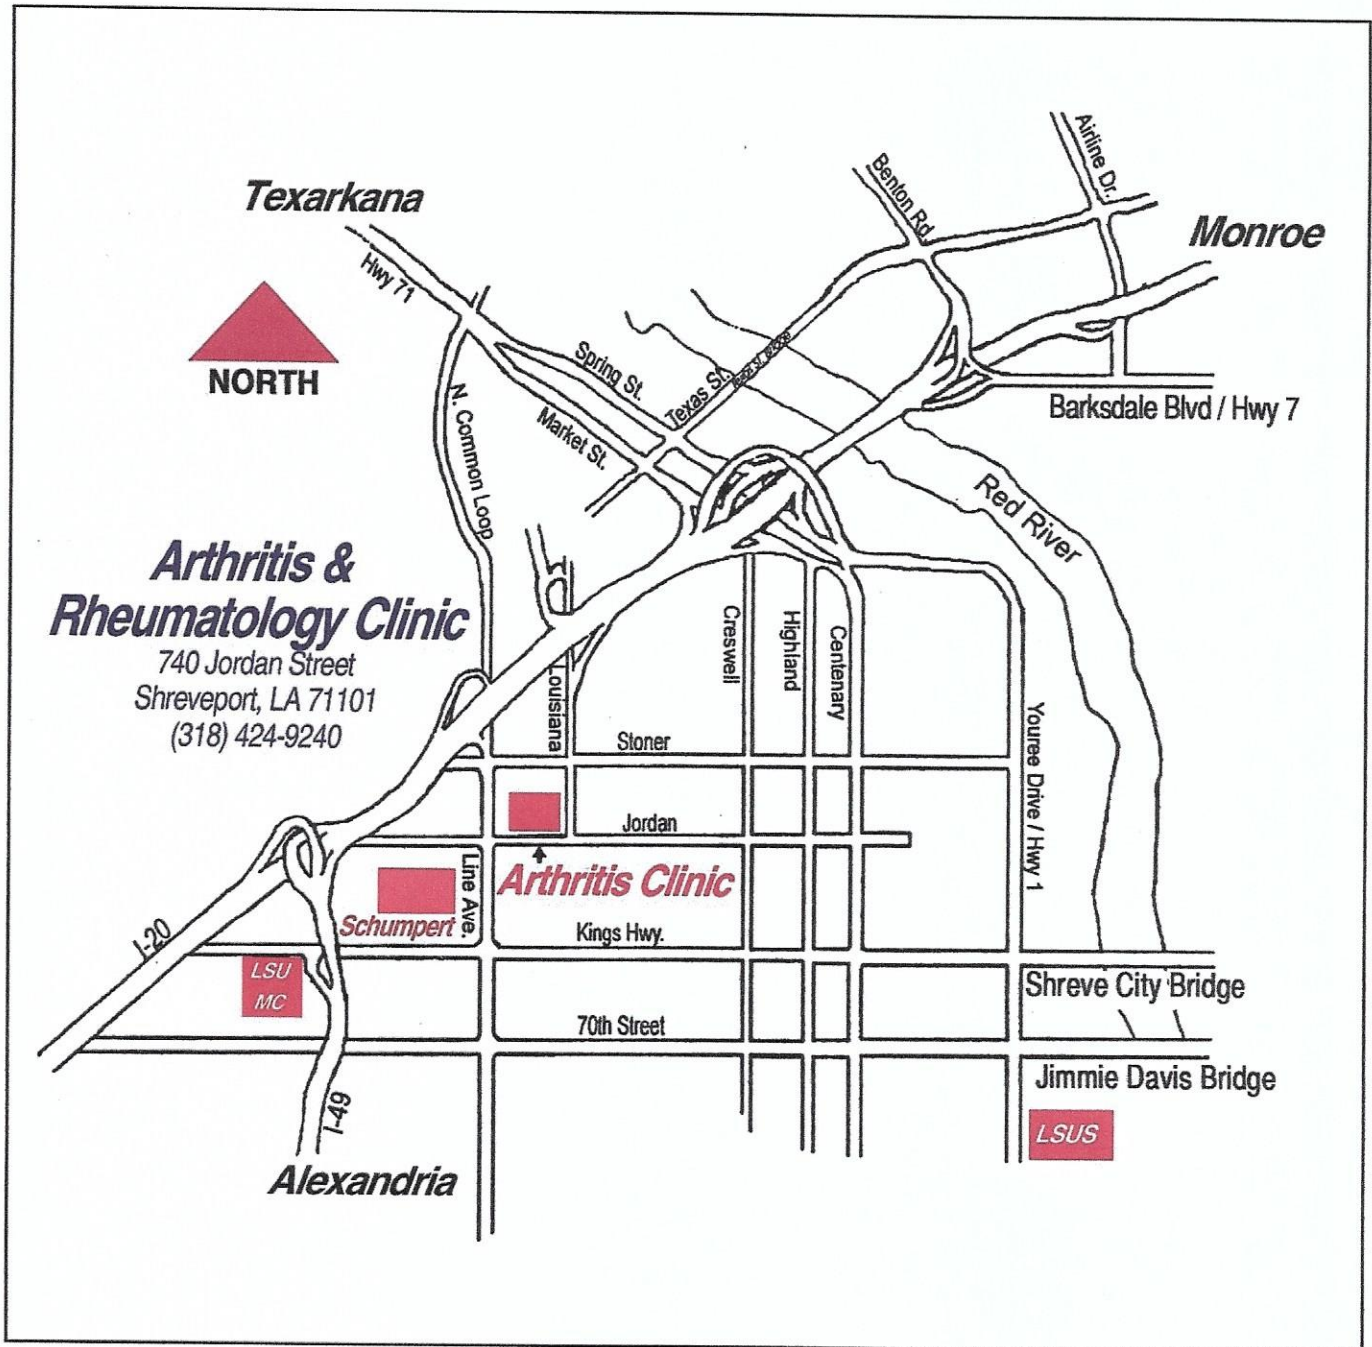 Texarkana
Hwy 71
NORTH
Airline Dr.
Benton Rd
Monroe
Spring St.
Texas St.
Texas St. Bridge
Market St.
N. Common Loop
Barksdale Blvd / Hwy 7
Red River
Arthritis &
Rheumatology Clinic
740 Jordan Street
Shreveport, LA 71101
(318) 424-9240
Louisiana
Creswell
Highland
Centenary
Youree Drive / Hwy 1
Stoner
Jordan
Arthritis Clinic
Line Ave.
Schumpert
Kings Hwy.
I-20
LSU
MC
Shreve City Bridge
70th Street
Jimmie Davis Bridge
I-49
LSUS
Alexandria